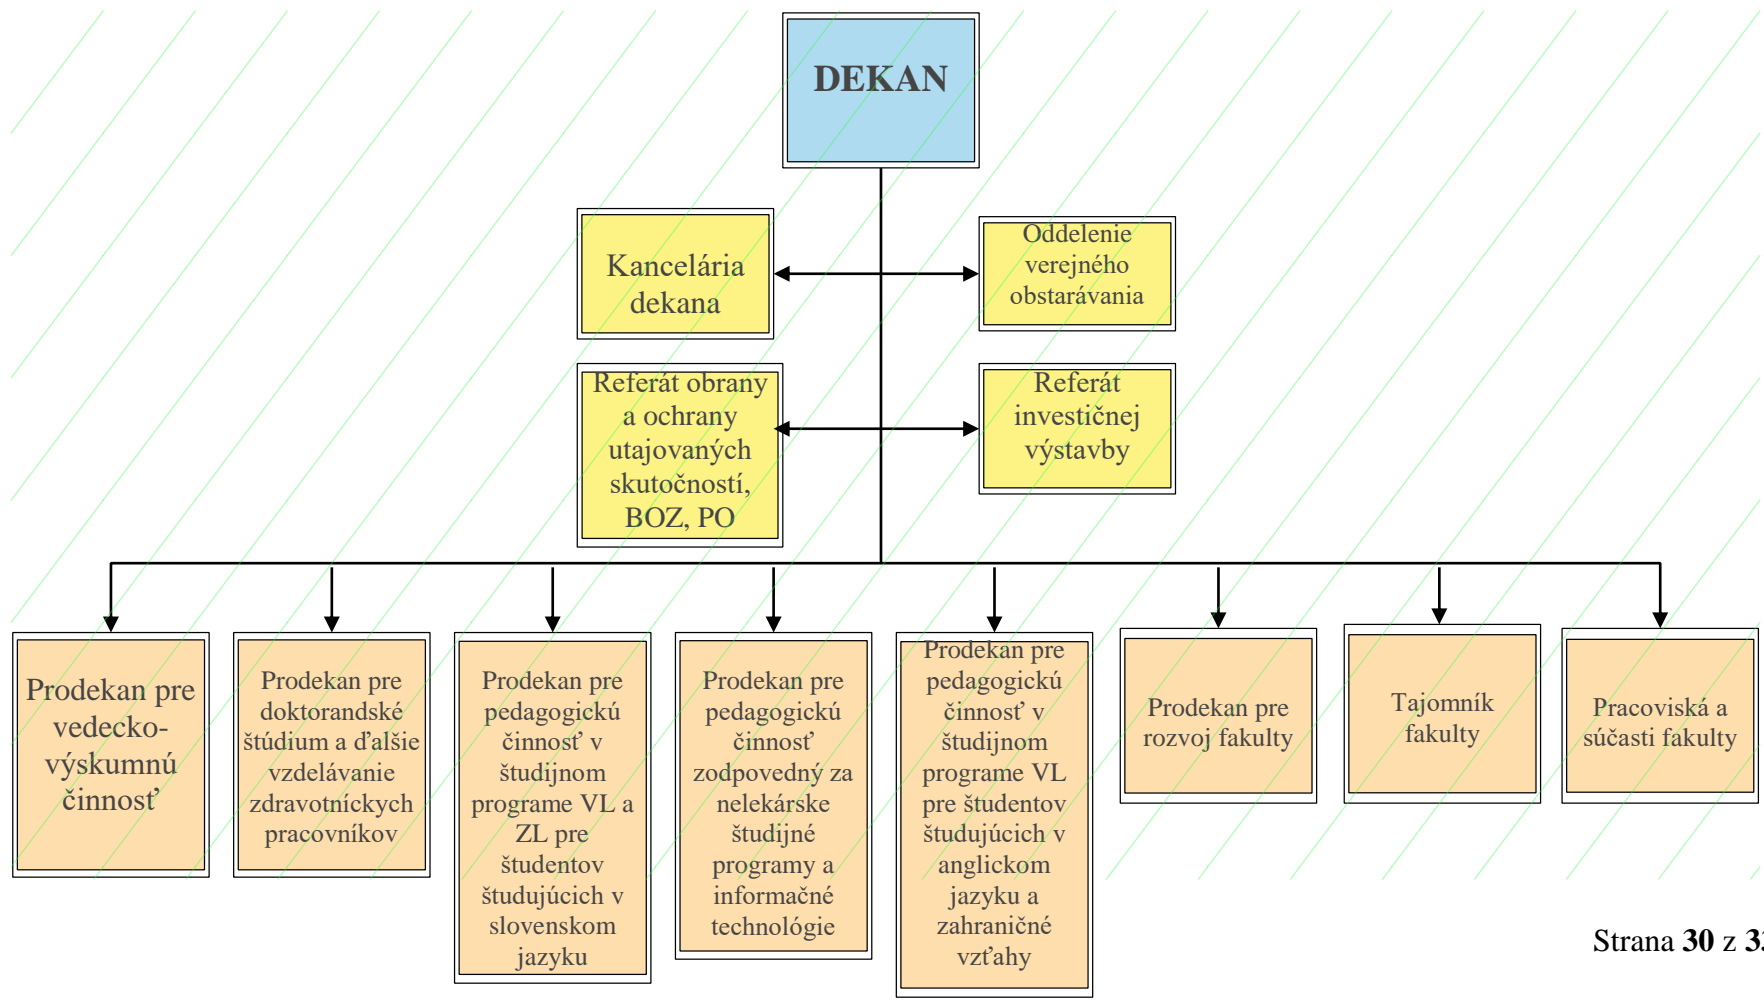 DEKAN
Kancelária
dekana
Oddelenie
verejného
obstarávania
Referát obrany
a ochrany
utajovaných
skutočností,
BOZ, PO
Referát
investičnej
výstavby
Prodekan pre
vedecko-
výskumnú
činnosť
Prodekan pre
doktorandské
štúdium a ďalšie
vzdelávanie
zdravotníckych
pracovníkov
Prodekan pre
pedagogickú
činnosť v
študijnom
programe VL a
ZL pre
študentov
študujúcich v
slovenskom
jazyku
Prodekan pre
pedagogickú
činnosť
zodpovedný za
nelekárske
študijné
programy a
informačné
technológie
Prodekan pre
pedagogickú
činnosť v
študijnom
programe VL
pre študentov
študujúcich v
anglickom
jazyku a
zahraničné
vzťahy
Prodekan pre
rozvoj fakulty
Tajomník
fakulty
Pracoviská a
súčasti fakulty
Strana 30 z